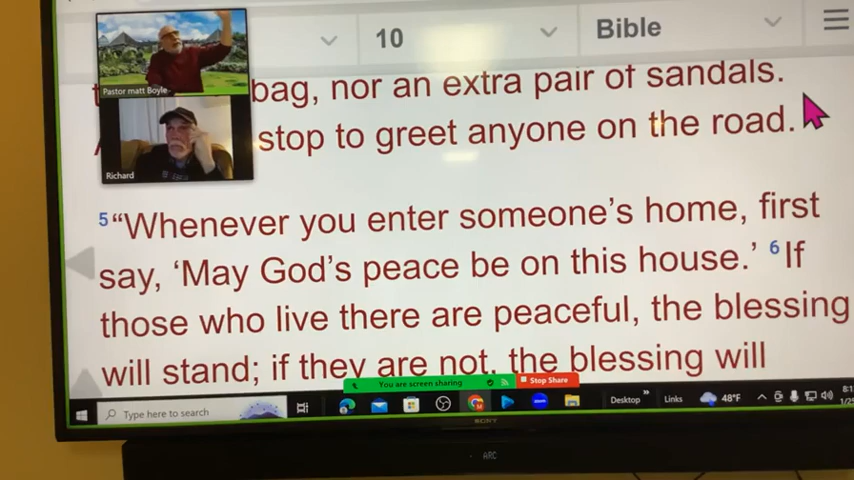 10
Bible
Pastor matt Boyle
bag, nor an extra pair of sandals.
stop to greet anyone on the road.
Richard
5 “Whenever you enter someone’s home, first
say, ‘May God’s peace be on this house.’ 6 If
those who live there are peaceful, the blessing
will stand; if they are not, the blessing will
You are screen sharing
Stop Share
Type here to search
Desktop
Links
48°F
SONY
ARC